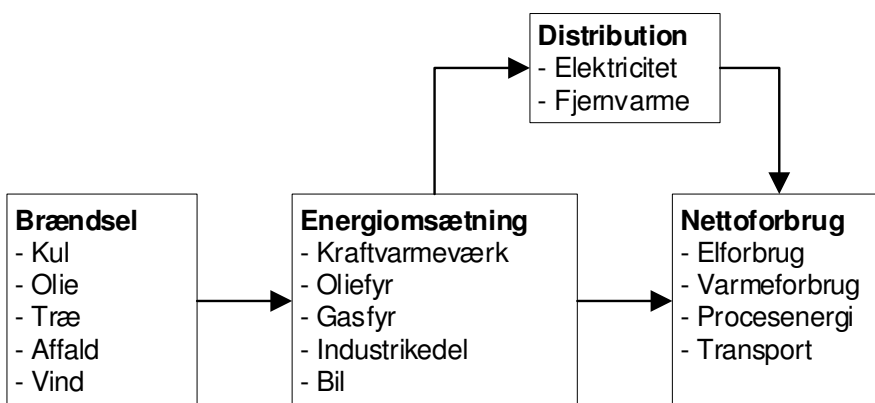 Distribution
- Elektricitet
- Fjernvarme
Brændsel
- Kul
- Olie
- Træ
- Affald
- Vind
Energiomsætning
- Kraftvarmeværk
- Oliefyr
- Gasfyr
- Industrikedel
- Bil
Nettoforbrug
- Elforbrug
- Varmeforbrug
- Procesenergi
- Transport